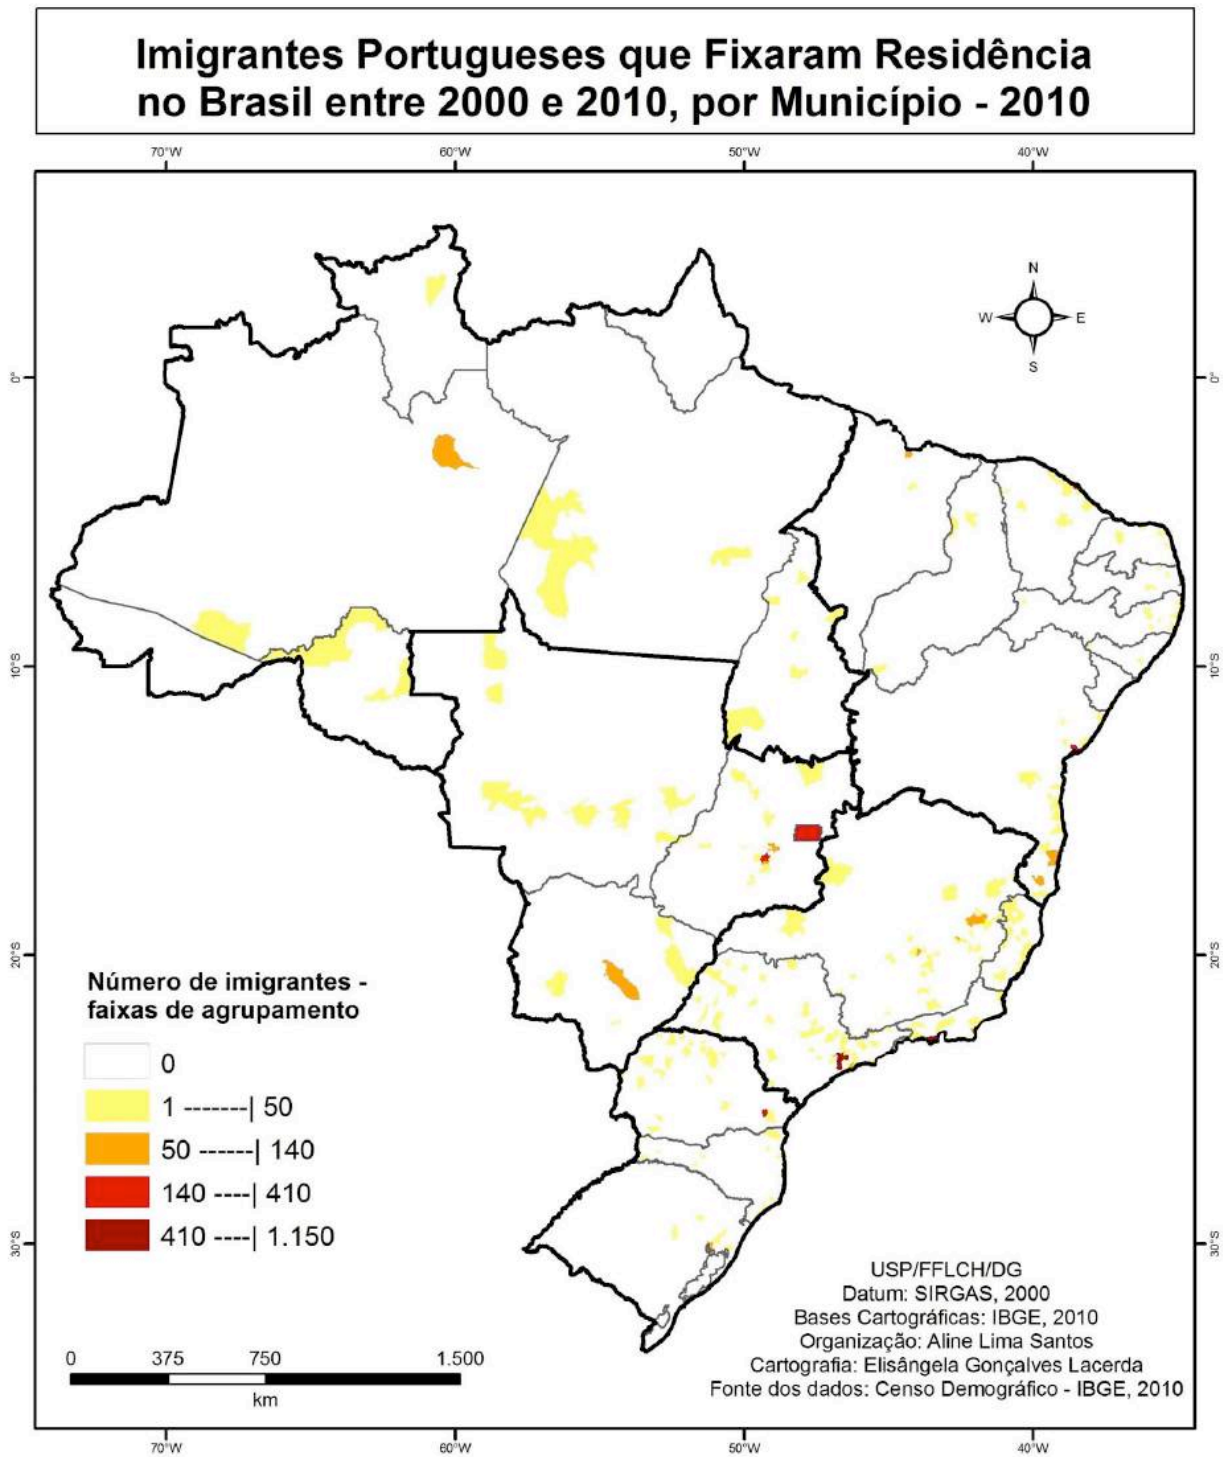 Imigrantes Portugueses que Fixaram Residência
no Brasil entre 2000 e 2010, por Município - 2010
70°W 60°W 50°W 40°W
N
W E
S
0° 0°
10°S 10°S
20°S 20°S
30°S 30°S
Número de imigrantes -
faixas de agrupamento
0
1 -------| 50
50 ------| 140
140 ----| 410
410 ----| 1.150
USP/FFLCH/DG
Datum: SIRGAS, 2000
Bases Cartográficas: IBGE, 2010
Organização: Aline Lima Santos
Cartografia: Elisângela Gonçalves Lacerda
Fonte dos dados: Censo Demográfico - IBGE, 2010
0 375 750 1.500
km
70°W 60°W 50°W 40°W